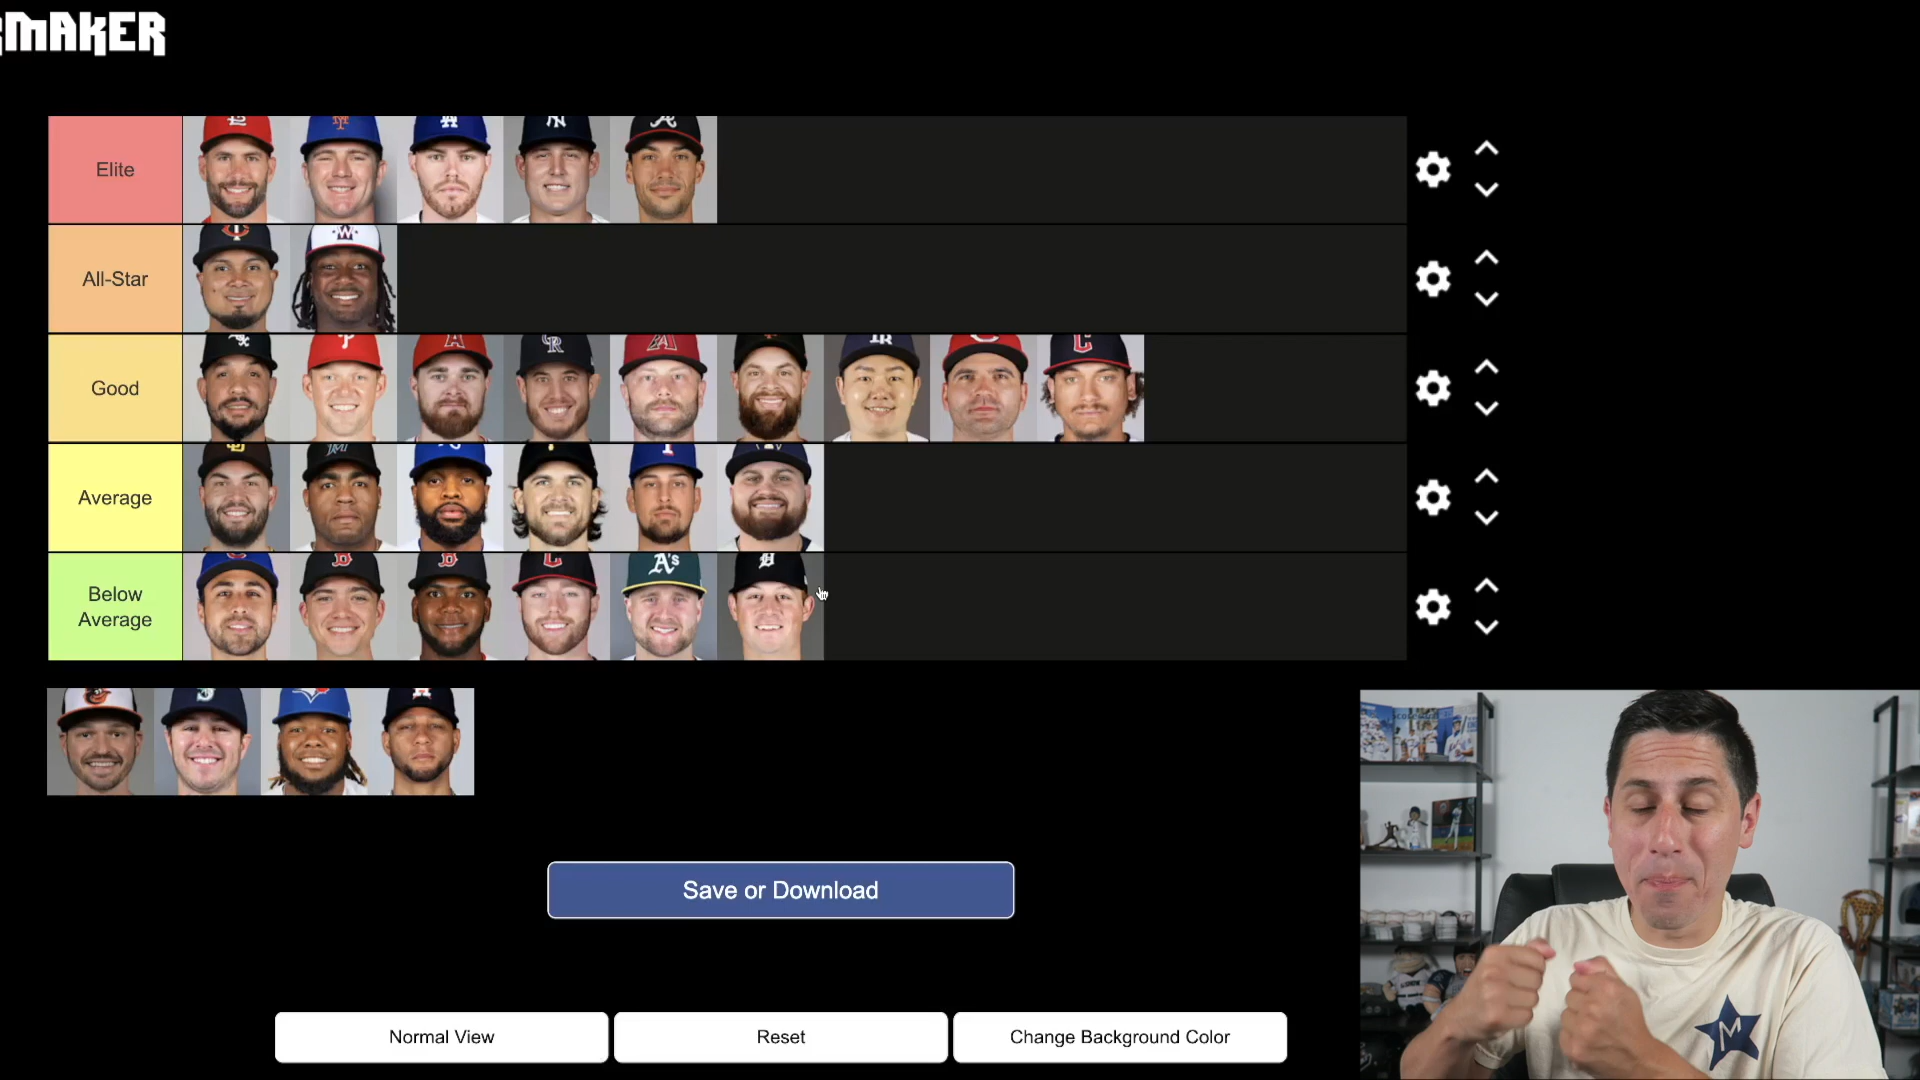 MAKER
Elite
All-Star
Good
Average
Below
Average
A's
Save or Download
Normal View
Reset
Change Background Color
M